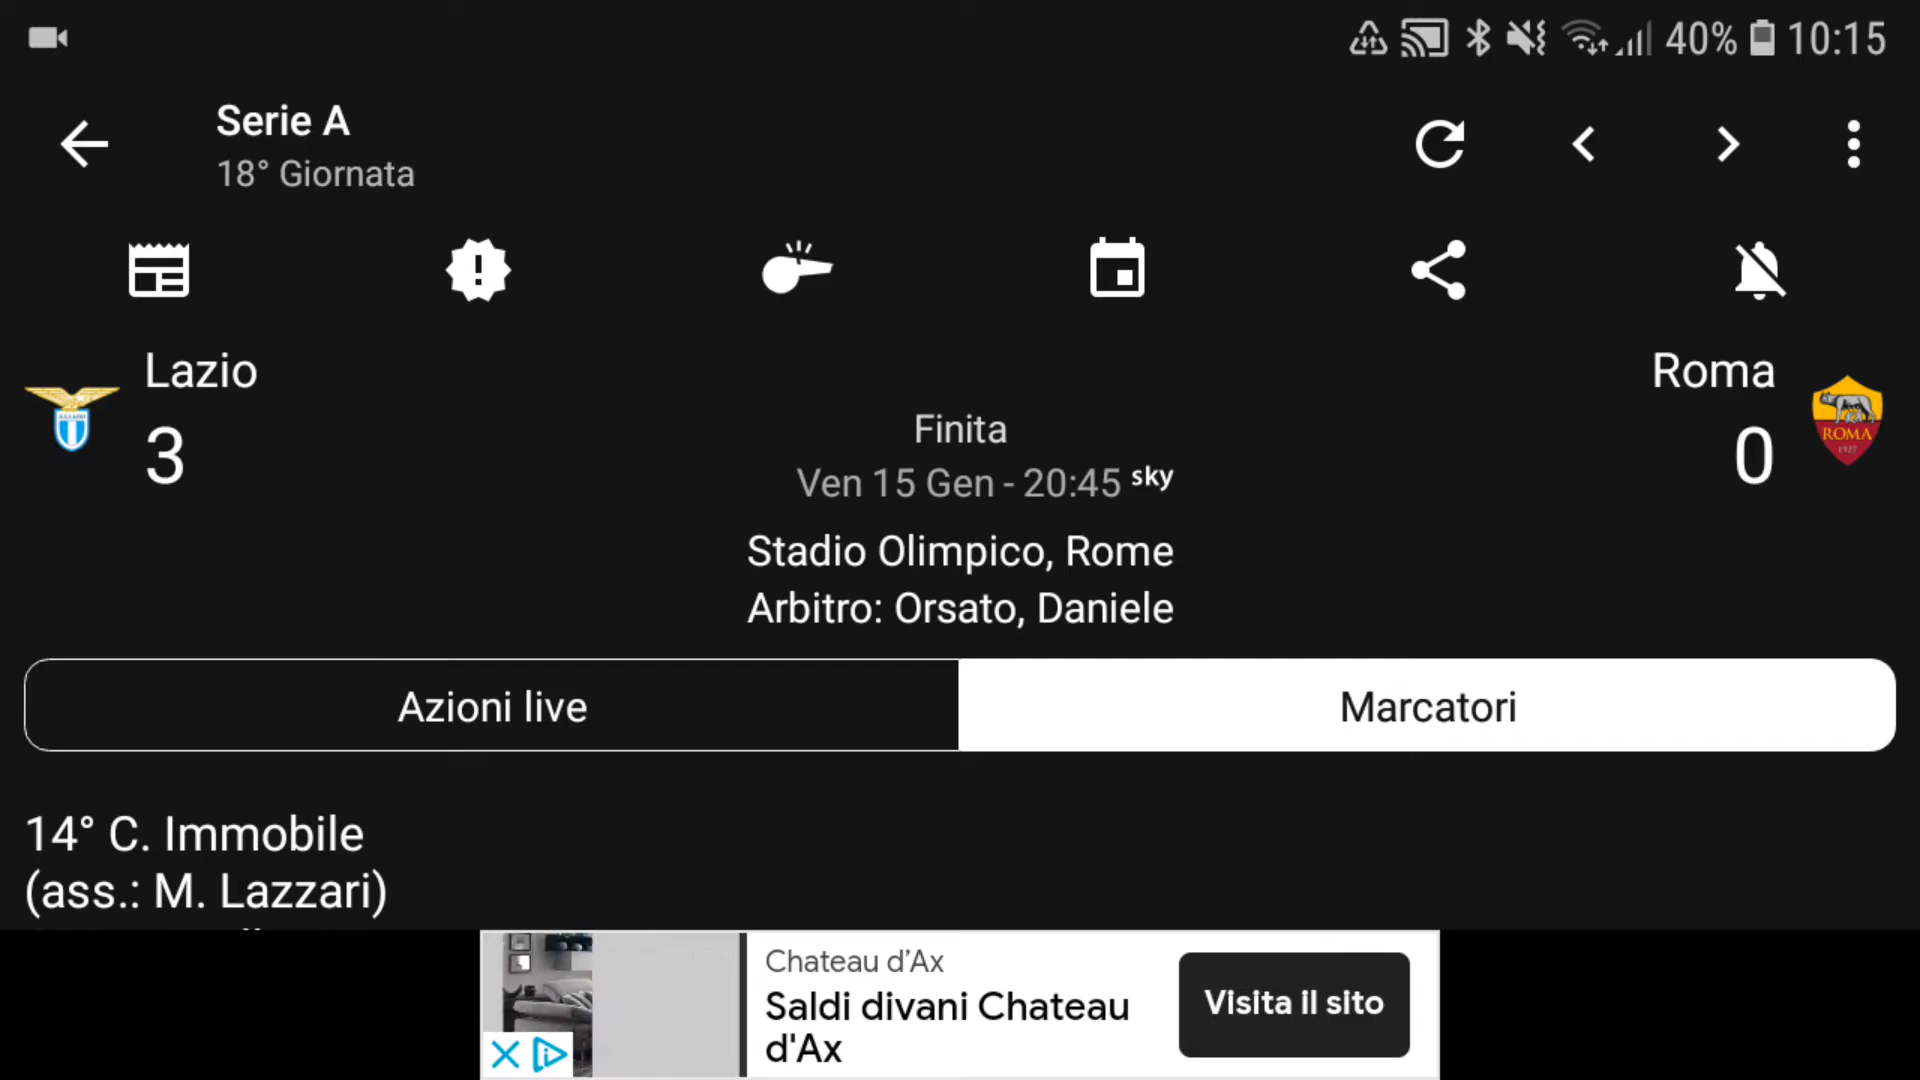 40% 10:15
Serie A
18° Giornata
Lazio
Roma
3
0
Finita
Ven 15 Gen - 20:45 sky
Stadio Olimpico, Rome
Arbitro: Orsato, Daniele
ROMA
1927
Azioni live
Marcatori
14° C. Immobile
(ass.: M. Lazzari)
Chateau d’Ax
Saldi divani Chateau
d'Ax
Visita il sito